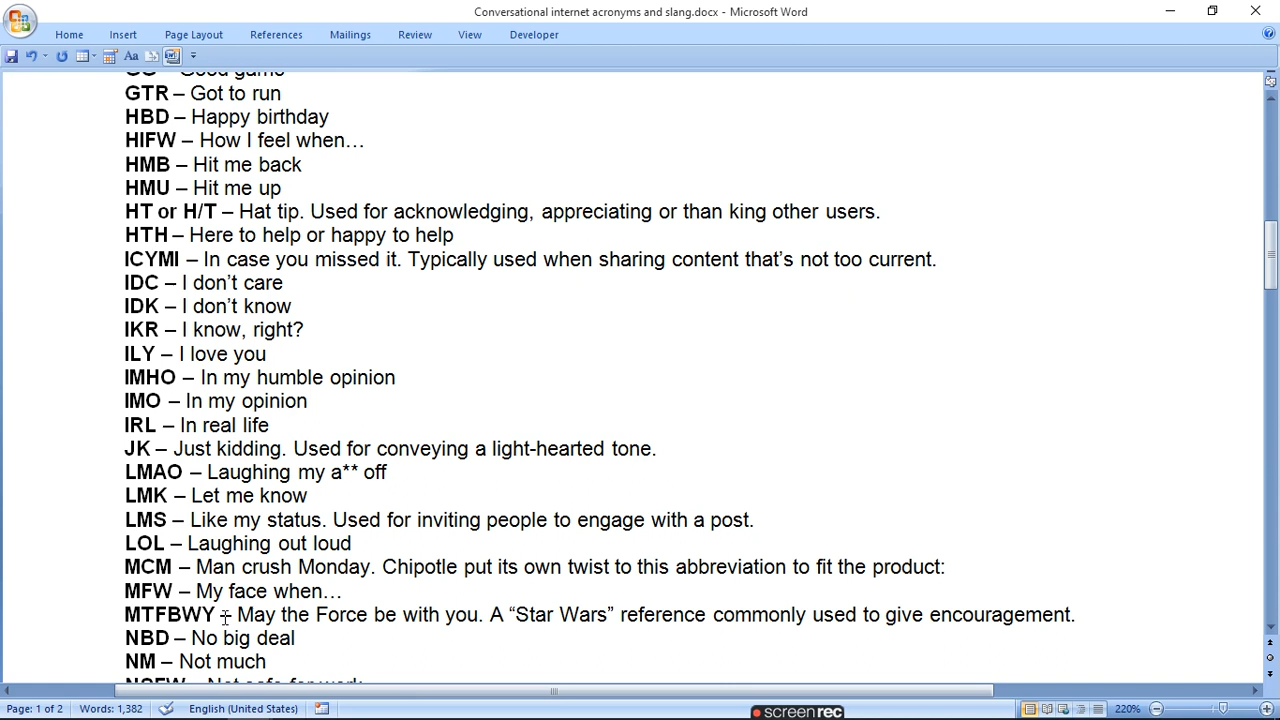 Conversational internet acronyms and slang.docx - Microsoft Word
Home Insert Page Layout References Mailings Review View Developer
Aa
GG – Good game
GTR – Got to run
HBD – Happy birthday
HIFW – How I feel when…
HMB – Hit me back
HMU – Hit me up
HT or H/T – Hat tip. Used for acknowledging, appreciating or than king other users.
HTH – Here to help or happy to help
ICYMI – In case you missed it. Typically used when sharing content that’s not too current.
IDC – I don’t care
IDK – I don’t know
IKR – I know, right?
ILY – I love you
IMHO – In my humble opinion
IMO – In my opinion
IRL – In real life
JK – Just kidding. Used for conveying a light-hearted tone.
LMAO – Laughing my a** off
LMK – Let me know
LMS – Like my status. Used for inviting people to engage with a post.
LOL – Laughing out loud
MCM – Man crush Monday. Chipotle put its own twist to this abbreviation to fit the product:
MFW – My face when…
MTFBWY – May the Force be with you. A “Star Wars” reference commonly used to give encouragement.
NBD – No big deal
NM – Not much
NSFW – Not safe for work
Page: 1 of 2 Words: 1,382 English (United States) 220%
screenrec